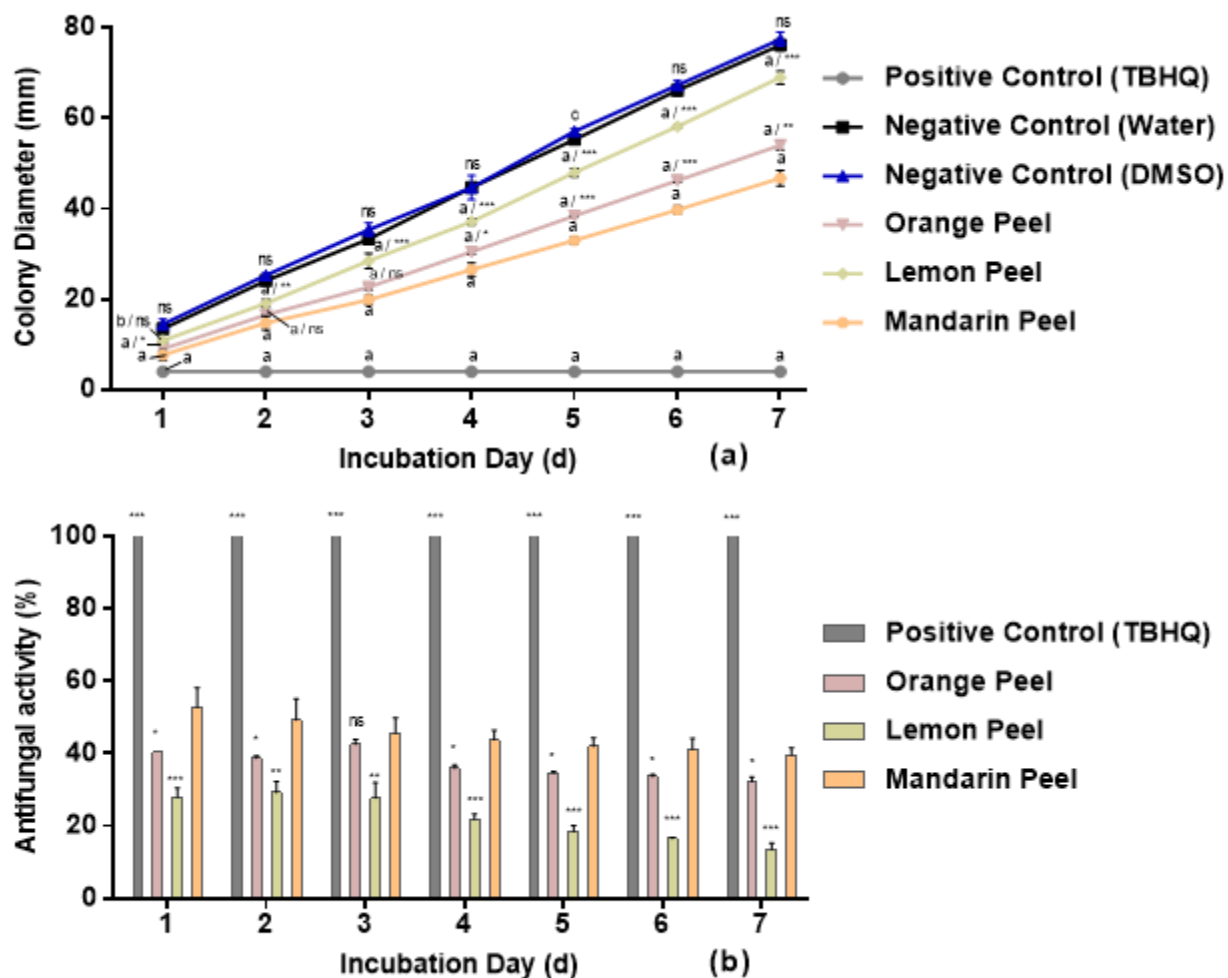 80
60
40
20
0
Colony Diameter (mm)
ns
ns
ns
ns
c
ns
ns
a / ***
a / ***
a / ***
a / ***
a / ***
a / **
b / ns
a / **
a / ***
a / ***
a / *
a / ns
a / ns
a / *
a
a
a
a
a
a
a
a
a
a
a
a
a
a
1 2 3 4 5 6 7
Incubation Day (d) (a)
Positive Control (TBHQ)
Negative Control (Water)
Negative Control (DMSO)
Orange Peel
Lemon Peel
Mandarin Peel
*** *** *** *** *** *** ***
100
80
60
40
20
0
Antifungal activity (%)
* * ns * * * *
*** ** ** *** *** *** ***
1 2 3 4 5 6 7
Incubation Day (d) (b)
Positive Control (TBHQ)
Orange Peel
Lemon Peel
Mandarin Peel